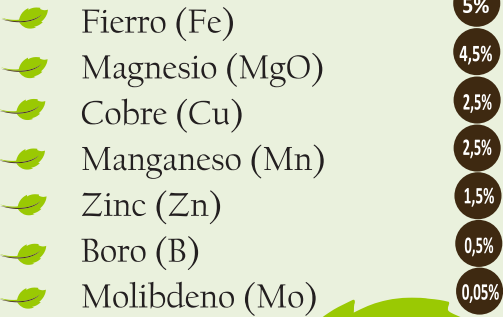 Fierro (Fe) 5%
Magnesio (MgO) 4,5%
Cobre (Cu) 2,5%
Manganeso (Mn) 2,5%
Zinc (Zn) 1,5%
Boro (B) 0,5%
Molibdeno (Mo) 0,05%